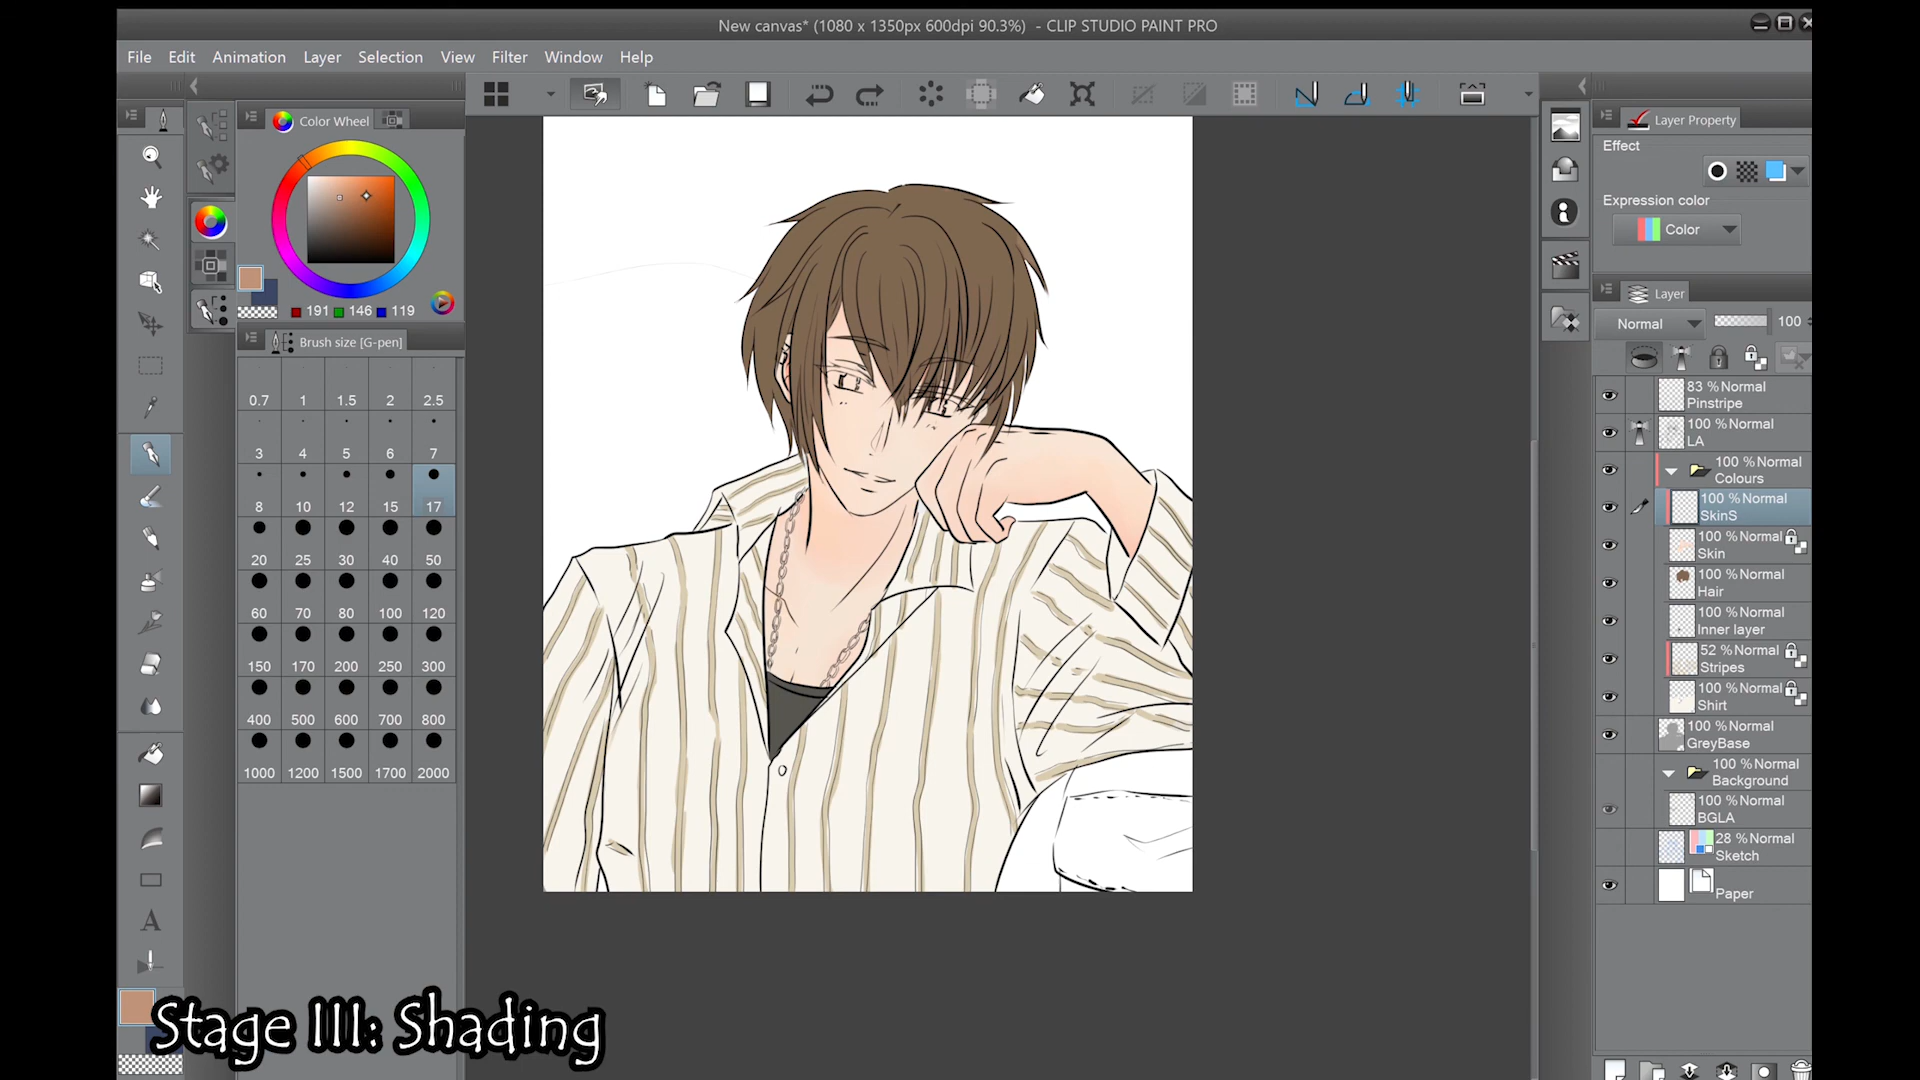 New canvas* (1080 x 1350px 600dpi 90.3%) - CLIP STUDIO PAINT PRO
File Edit Animation Layer Selection View Filter Window Help
Color Wheel
191 146 119
Brush size [G-pen]
0.7 1 1.5 2 2.5
3 4 5 6 7
8 10 12 15 17
20 25 30 40 50
60 70 80 100 120
150 170 200 250 300
400 500 600 700 800
1000 1200 1500 1700 2000
A
Layer Property
Effect
Expression color
Color
Layer
Normal 100
83 %Normal
Pinstripe
100 %Normal
LA
100 %Normal
Colours
100 %Normal
SkinS
100 %Normal
Skin
100 %Normal
Hair
100 %Normal
Inner layer
52 %Normal
Stripes
100 %Normal
Shirt
100 %Normal
GreyBase
100 %Normal
Background
100 %Normal
BGLA
28 %Normal
Sketch
Paper
Stage III: Shading